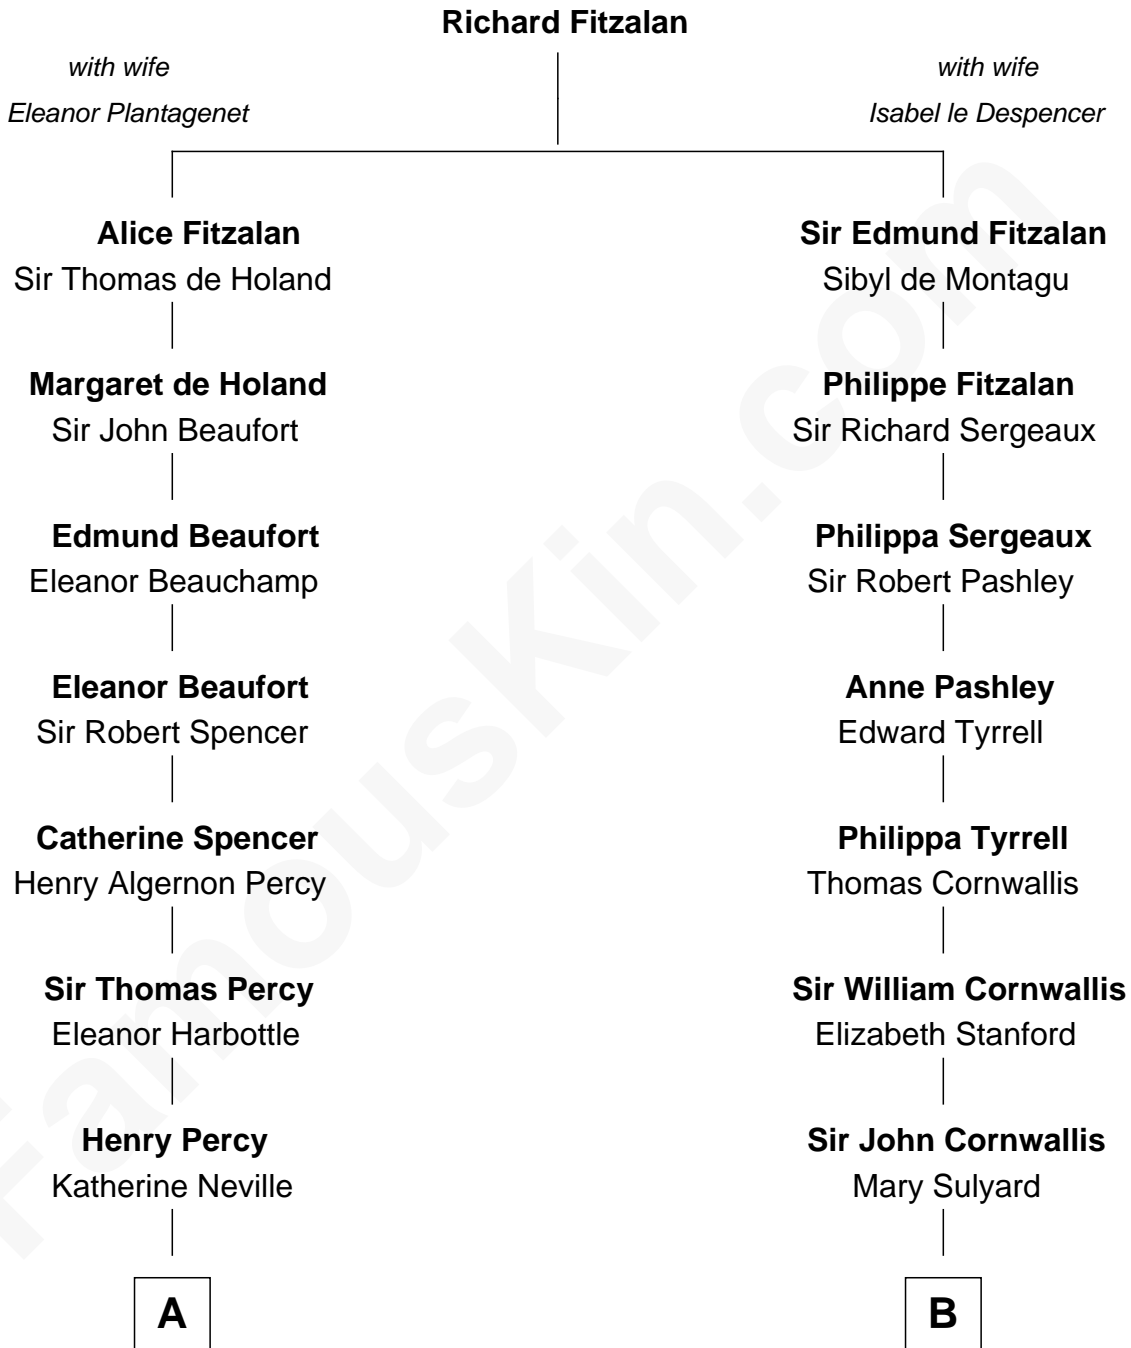 Richard Fitzalan
with wife
Eleanor Plantagenet
with wife
Isabel le Despencer
Alice Fitzalan
Sir Thomas de Holand
Sir Edmund Fitzalan
Sibyl de Montagu
Margaret de Holand
Sir John Beaufort
Philippe Fitzalan
Sir Richard Sergeaux
Edmund Beaufort
Eleanor Beauchamp
Philippa Sergeaux
Sir Robert Pashley
Eleanor Beaufort
Sir Robert Spencer
Anne Pashley
Edward Tyrrell
Catherine Spencer
Henry Algernon Percy
Philippa Tyrrell
Thomas Cornwallis
Sir Thomas Percy
Eleanor Harbottle
Sir William Cornwallis
Elizabeth Stanford
Henry Percy
Katherine Neville
Sir John Cornwallis
Mary Sulyard
A
B
FamousKin.com